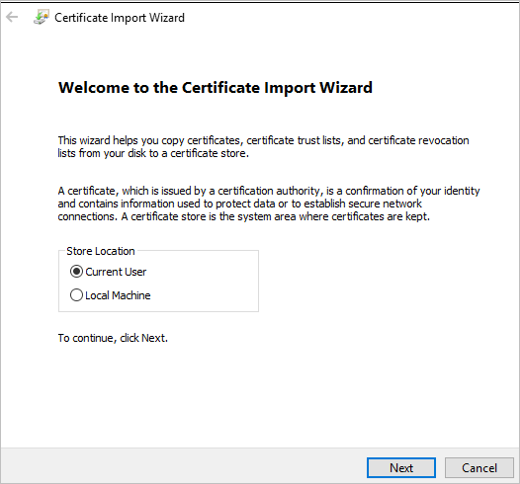 Certificate Import Wizard
Welcome to the Certificate Import Wizard
This wizard helps you copy certificates, certificate trust lists, and certificate revocation
lists from your disk to a certificate store.
A certificate, which is issued by a certification authority, is a confirmation of your identity
and contains information used to protect data or to establish secure network
connections. A certificate store is the system area where certificates are kept.
Store Location
Current User
Local Machine
To continue, click Next.
Next Cancel